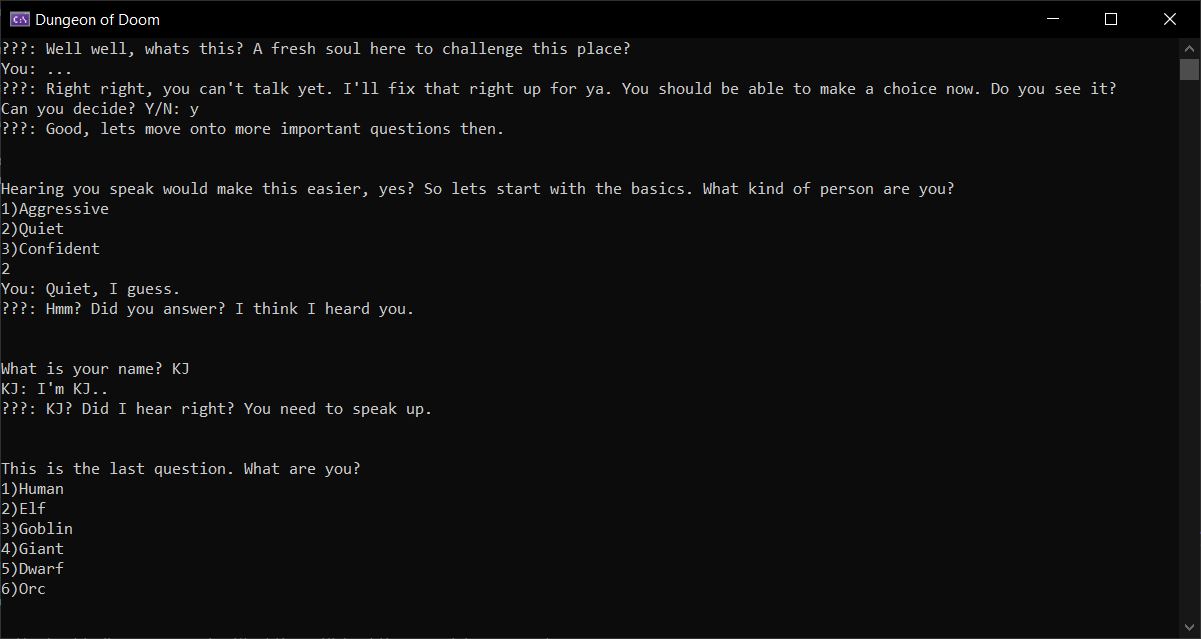 Dungeon of Doom
???: Well well, whats this? A fresh soul here to challenge this place?
You: ...
???: Right right, you can't talk yet. I'll fix that right up for ya. You should be able to make a choice now. Do you see it?
Can you decide? Y/N: y
???: Good, lets move onto more important questions then.
Hearing you speak would make this easier, yes? So lets start with the basics. What kind of person are you?
1)Aggressive
2)Quiet
3)Confident
2
You: Quiet, I guess.
???: Hmm? Did you answer? I think I heard you.
What is your name? KJ
KJ: I'm KJ..
???: KJ? Did I hear right? You need to speak up.
This is the last question. What are you?
1)Human
2)Elf
3)Goblin
4)Giant
5)Dwarf
6)Orc